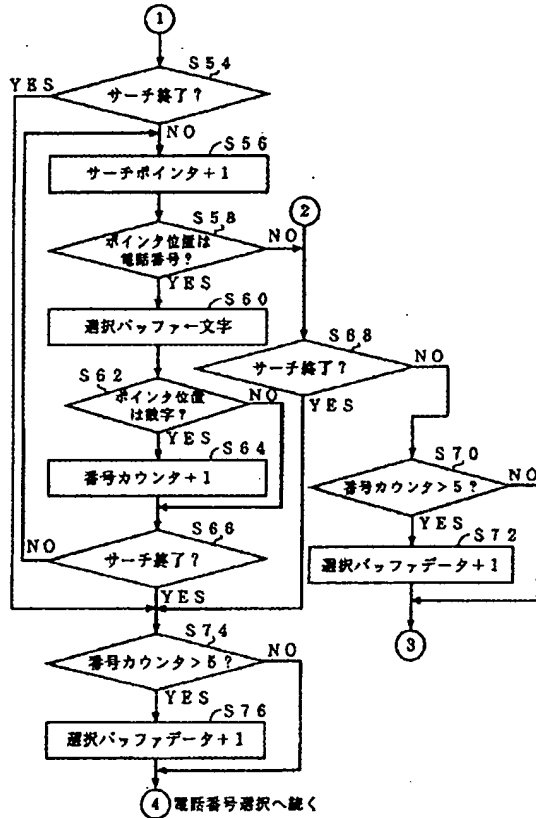 1
S54
YES
サーチ終了?
NO
S56
サーチポインタ+1
2
S58
ポインタ位置は
電話番号?
NO
YES
S60
選択バッファ←文字
S68
サーチ終了?
NO
YES
S62
ポインタ位置
は数字?
NO
YES
S64
番号カウンタ+1
S70
番号カウンタ>5?
NO
YES
S66
サーチ終了?
NO
YES
S72
選択バッファデータ+1
3
S74
番号カウンタ>5?
NO
YES
S76
選択バッファデータ+1
4 電話番号選択へ続く